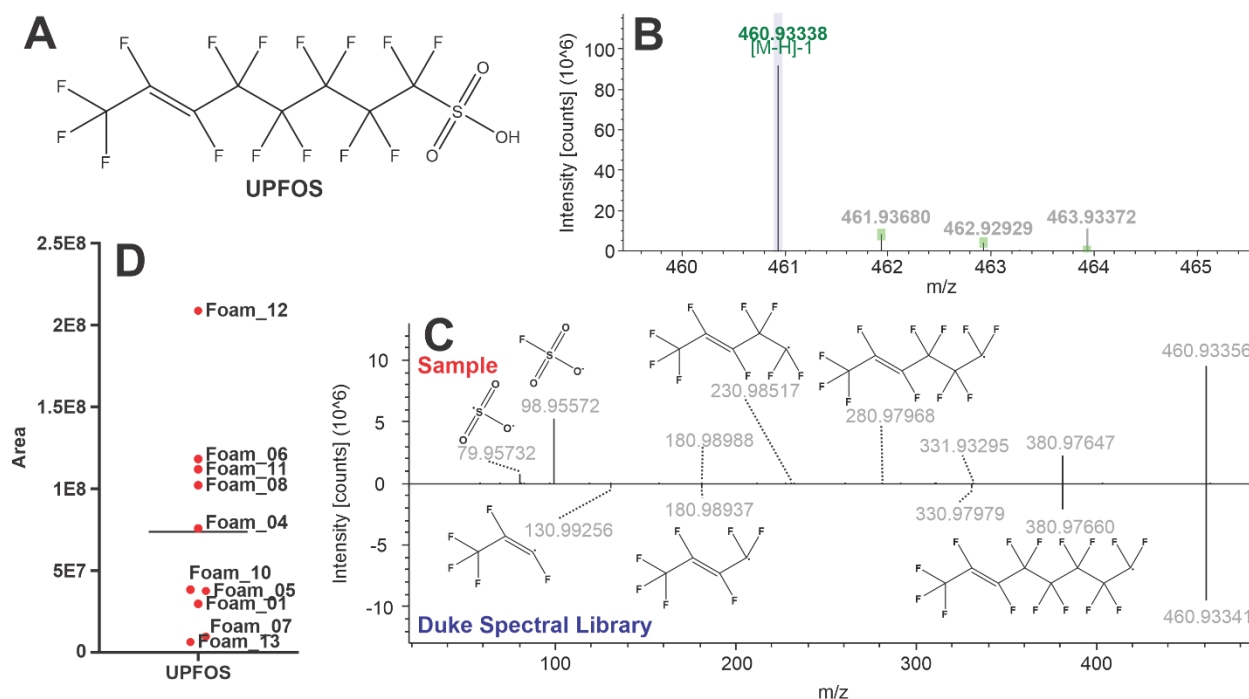 A
F F F F F F
F
F
F
F F F F F F
O
S
OH
O
UPFOS
B
Intensity [counts] (10^6)
100
80
60
40
20
0
460.93338
[M-H]-1
461.93680
462.92929
463.93372
460 461 462 463 464 465
m/z
D
Area
2.5E8
2E8
1.5E8
1E8
5E7
0
Foam_12
Foam_06
Foam_11
Foam_08
Foam_04
Foam_10
Foam_05
Foam_01
Foam_07
Foam_13
UPFOS
C
Sample
Intensity [counts] (10^6)
10
5
0
-5
-10
O
F
S
O
O-
O
S
O
O-
F F F
F
F
F F F F
F F F F F
F
F
F F F F F
79.95732
98.95572
180.98988
230.98517
280.97968
331.93295
380.97647
460.93356
130.99256
180.98937
330.97979
380.97660
460.93341
F
F
F
F
F
F F
F
F
F
F F
F F F F F F
F
F
F F F F F F
Duke Spectral Library
100 200 300 400
m/z